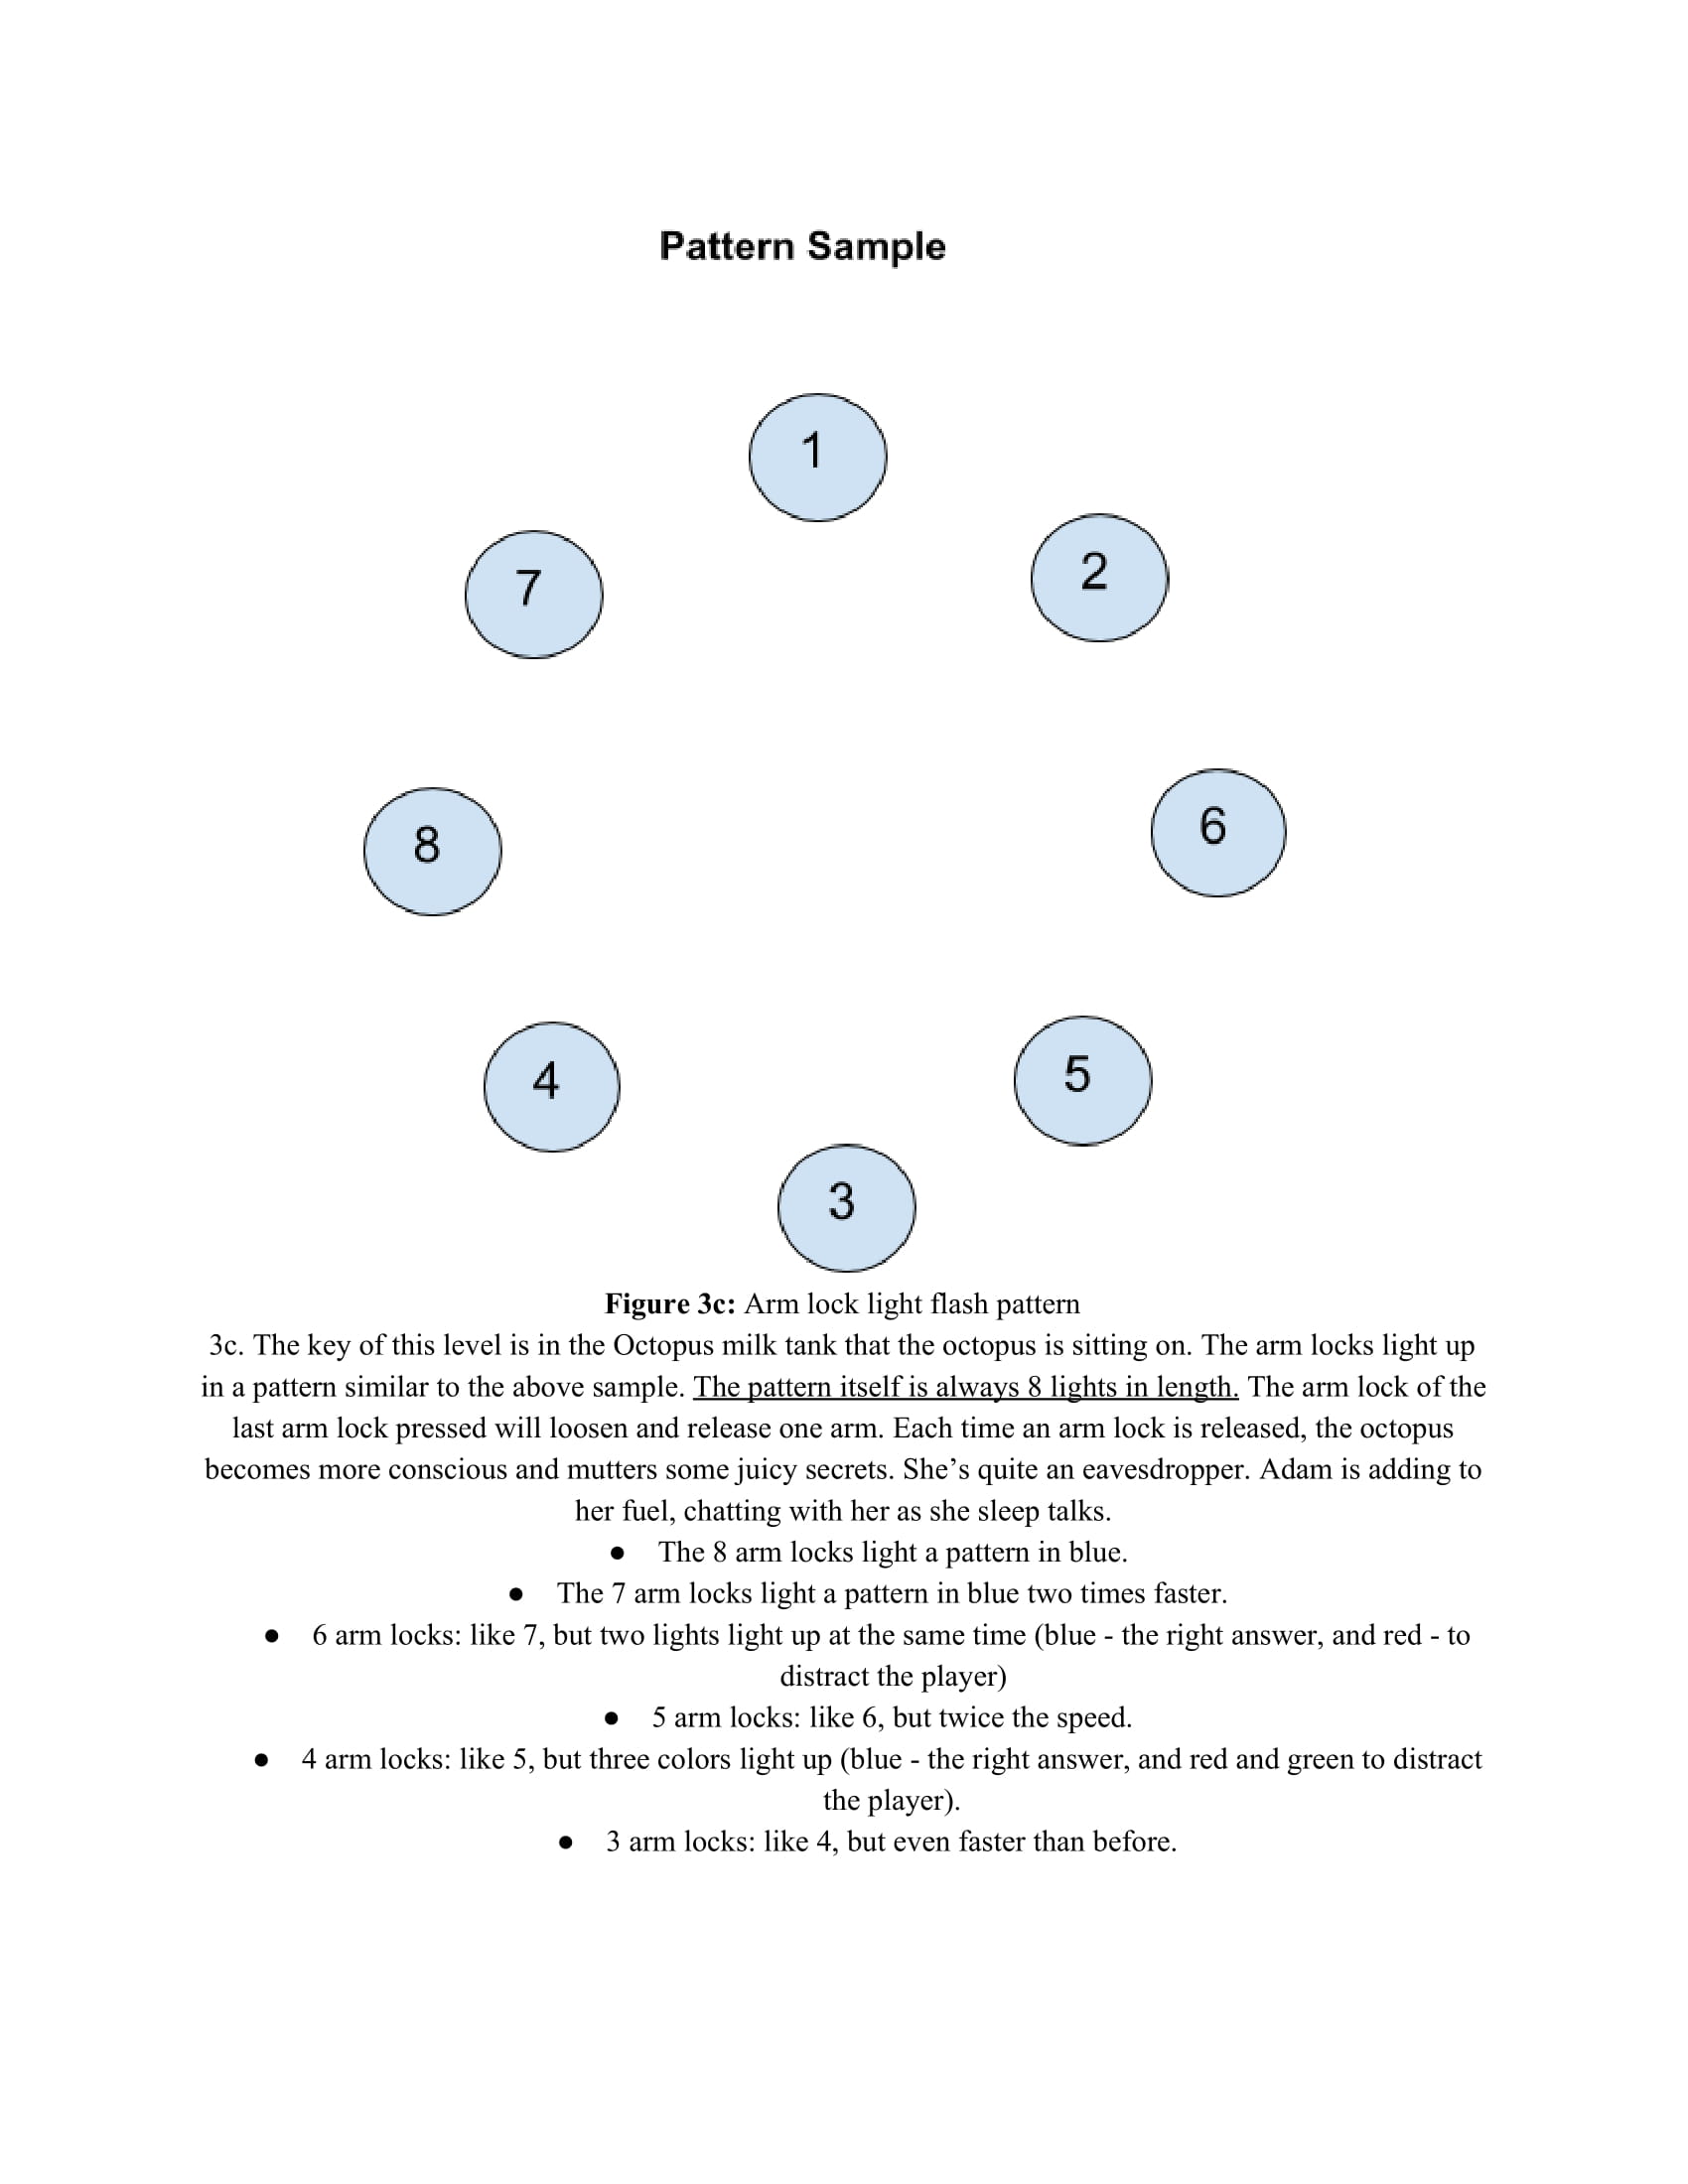 Pattern Sample
1
7
2
8
6
4
5
3
Figure 3c: Arm lock light flash pattern
3c. The key of this level is in the Octopus milk tank that the octopus is sitting on. The arm locks light up
in a pattern similar to the above sample. The pattern itself is always 8 lights in length. The arm lock of the
last arm lock pressed will loosen and release one arm. Each time an arm lock is released, the octopus
becomes more conscious and mutters some juicy secrets. She’s quite an eavesdropper. Adam is adding to
her fuel, chatting with her as she sleep talks.
● The 8 arm locks light a pattern in blue.
● The 7 arm locks light a pattern in blue two times faster.
● 6 arm locks: like 7, but two lights light up at the same time (blue - the right answer, and red - to
distract the player)
● 5 arm locks: like 6, but twice the speed.
● 4 arm locks: like 5, but three colors light up (blue - the right answer, and red and green to distract
the player).
● 3 arm locks: like 4, but even faster than before.